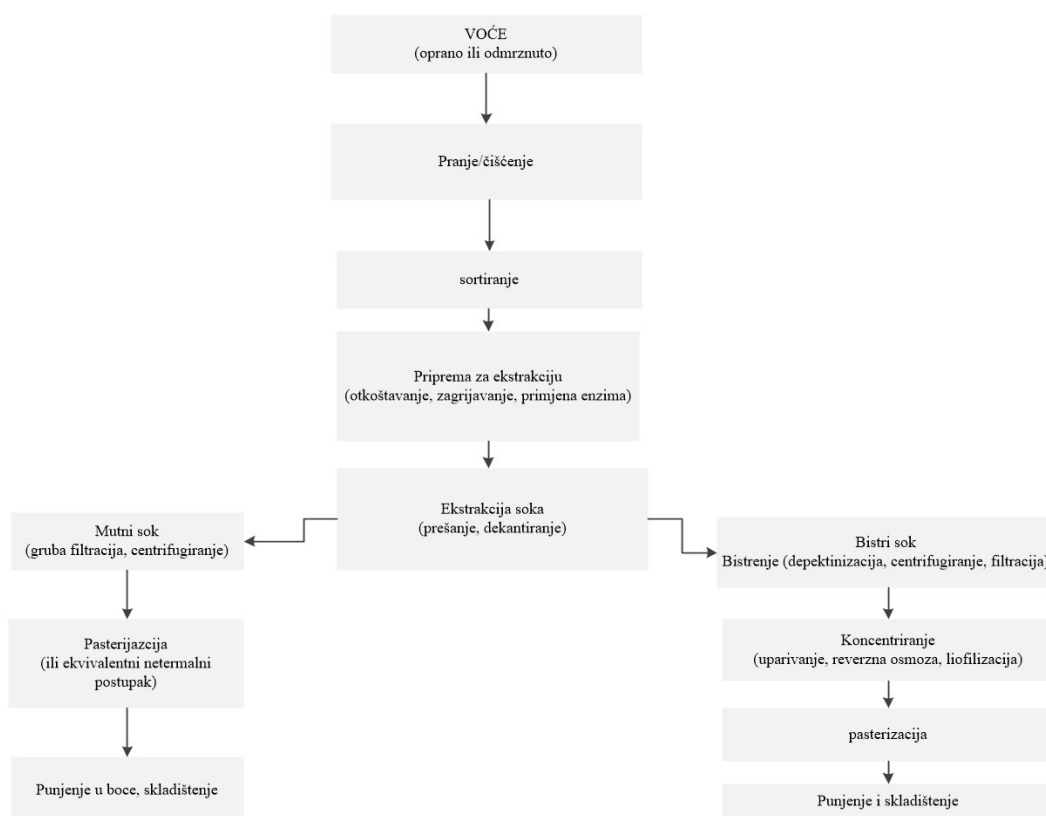 VOĆE
(oprano ili odmrznuto)
Pranje/čišćenje
sortiranje
Priprema za ekstrakciju
(otkoštavanje, zagrijavanje, primjena enzima)
Ekstrakcija soka
(prešanje, dekantiranje)
Mutni sok
(gruba filtracija, centrifugiranje)
Pasterijazcija
(ili ekvivalentni netermalni
postupak)
Punjenje u boce, skladištenje
Bistri sok
Bistrenje (depektinizacija, centrifugiranje, filtracija)
Koncentriranje
(uparivanje, reverzna osmoza, liofilizacija)
pasterizacija
Punjenje i skladištenje